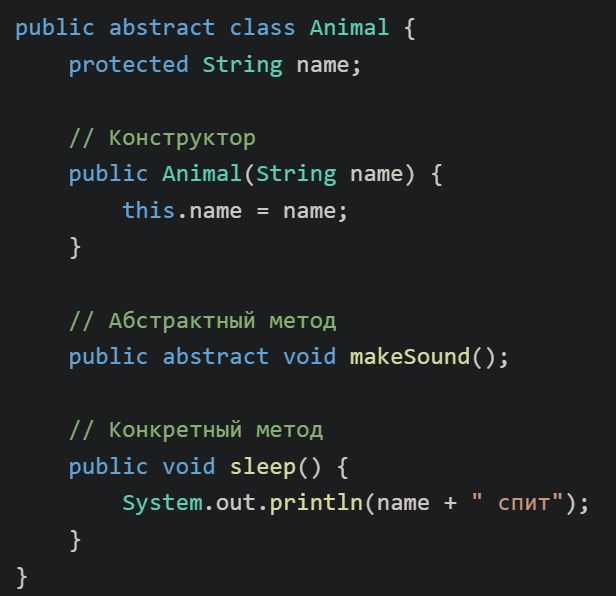 public abstract class Animal {
    protected String name;

    // Конструктор
    public Animal(String name) {
        this.name = name;
    }

    // Абстрактный метод
    public abstract void makeSound();

    // Конкретный метод
    public void sleep() {
        System.out.println(name + " спит");
    }
}